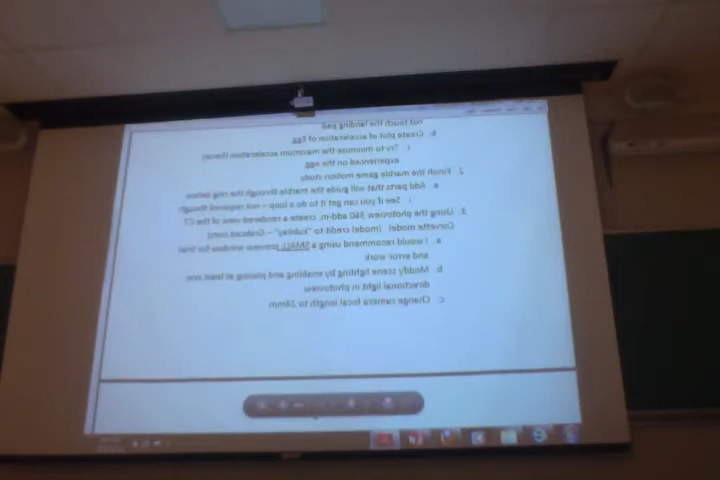 not touch the landing pad
b. Create plot of acceleration of Egg
i. Try to minimize the maximum acceleration (force)
experienced on the egg
2. Finish the marble game motion study
a. Add parts that will guide the marble through the ring below
i. See if you can get it to do a loop – not required though
3. Using the photoview 360 add-in, create a rendered view of the C7
Corvette model (model credit to "kubley" – Grabcad.com)
a. I would recommend using a SMALL preview window for trial
and error work
b. Modify scene lighting by enabling and placing at least one
directional light in photoview
c. Change camera focal length to 24mm